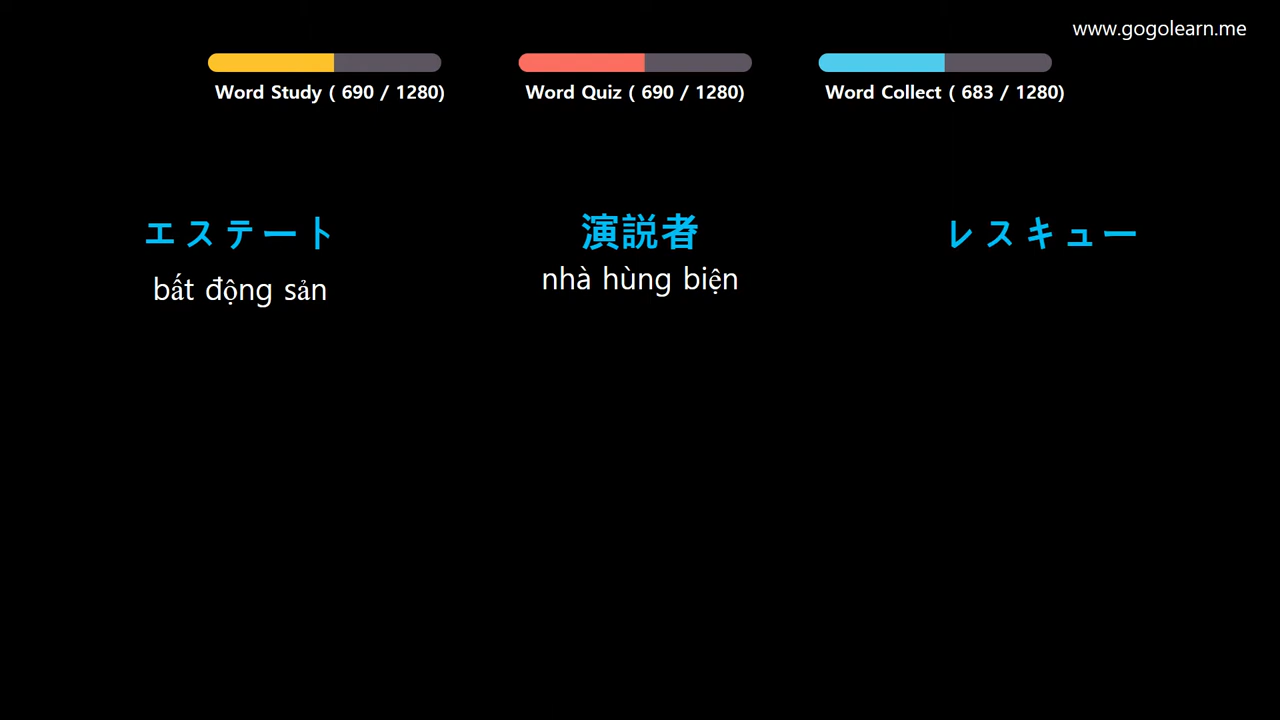 www.gogolearn.me
Word Study ( 690 / 1280)
Word Quiz ( 690 / 1280)
Word Collect ( 683 / 1280)
エステート
bất động sản
演説者
nhà hùng biện
レスキュー